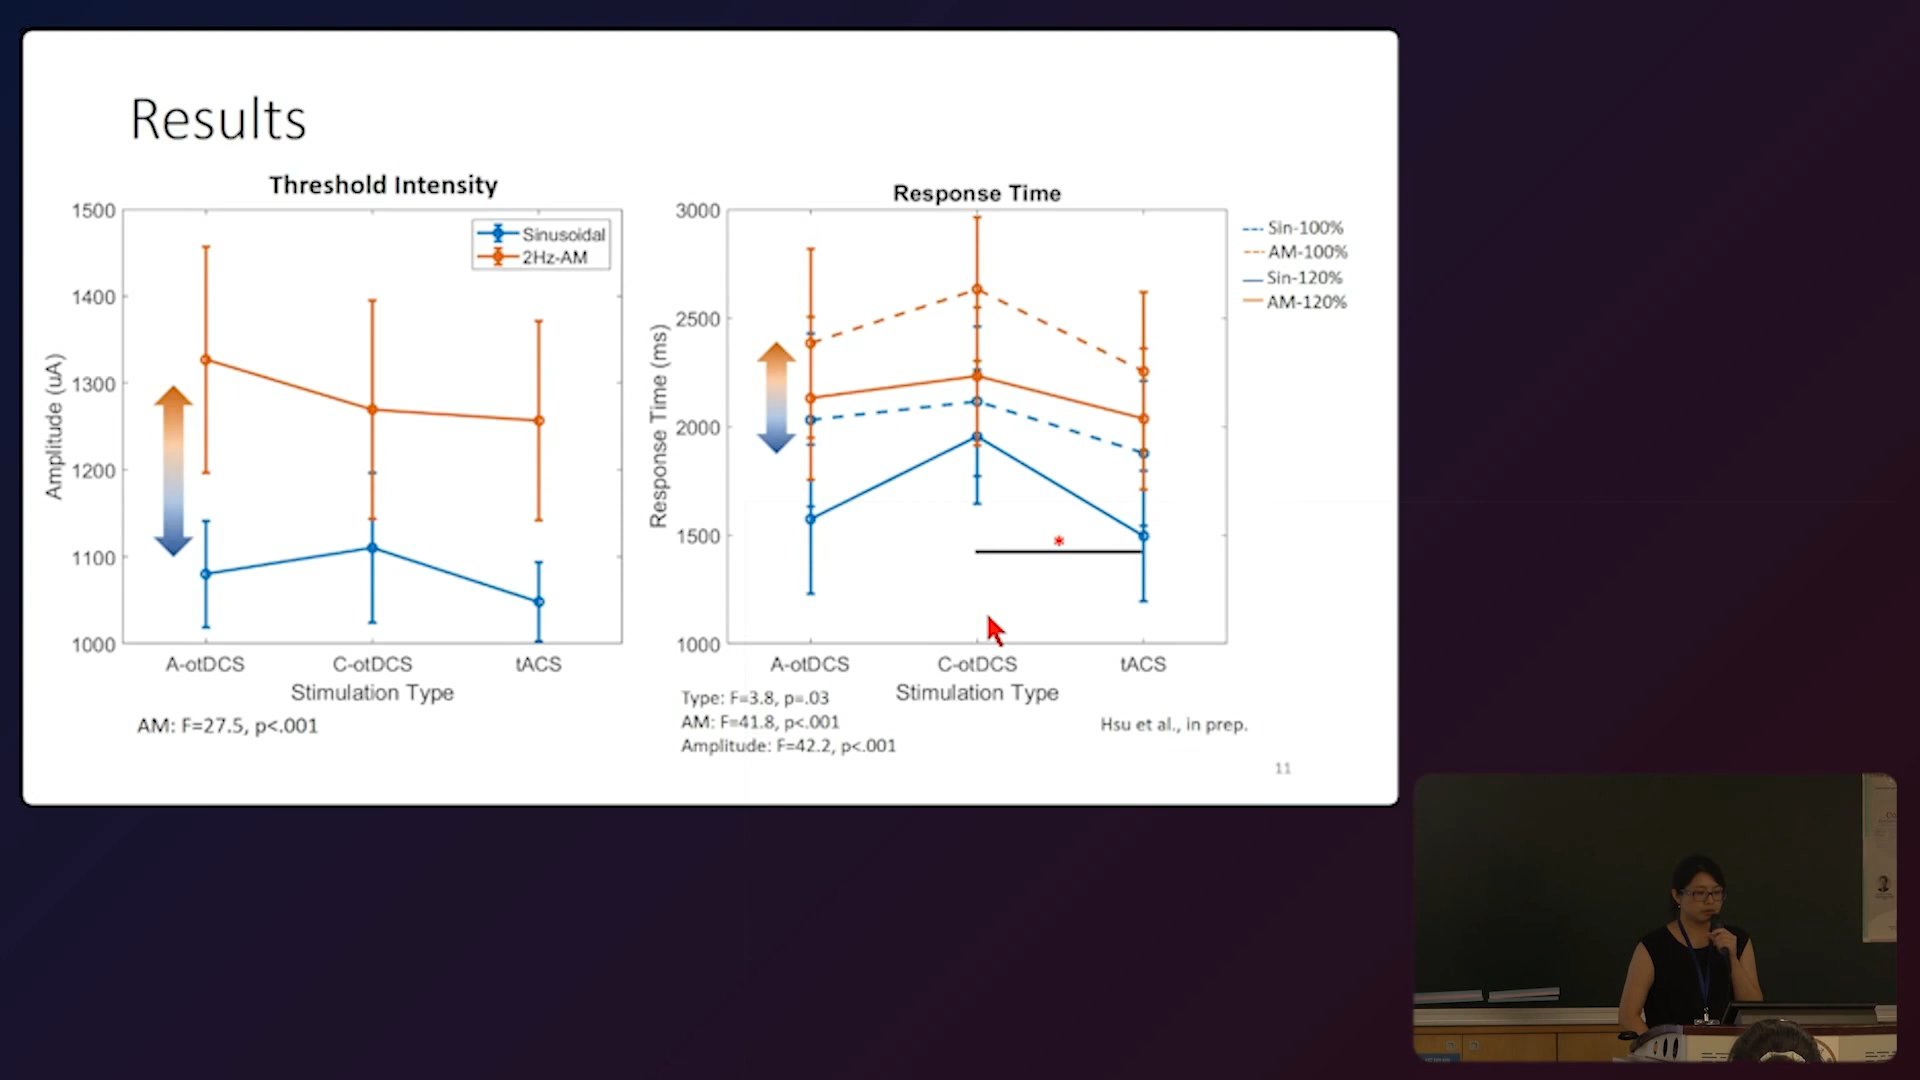 Results
Threshold Intensity
1500
1400
1300
1200
1100
1000
Amplitude (uA)
Sinusoidal
2Hz-AM
A-otDCS
C-otDCS
tACS
Stimulation Type
AM: F=27.5, p<.001
Response Time
3000
2500
2000
1500
1000
Response Time (ms)
*
Sin-100%
AM-100%
Sin-120%
AM-120%
A-otDCS
C-otDCS
tACS
Stimulation Type
Type: F=3.8, p=.03
AM: F=41.8, p<.001
Amplitude: F=42.2, p<.001
Hsu et al., in prep.
11